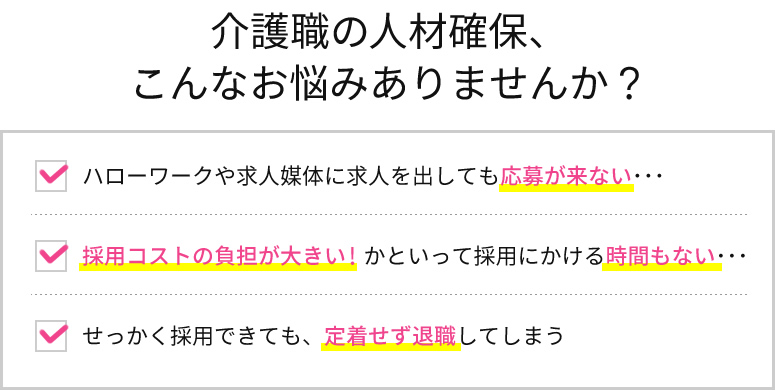 介護職の人材確保、
こんなお悩みありませんか？
ハローワークや求人媒体に求人を出しても応募が来ない･･･
採用コストの負担が大きい！かといって採用にかける時間もない･･･
せっかく採用できても、定着せず退職してしまう